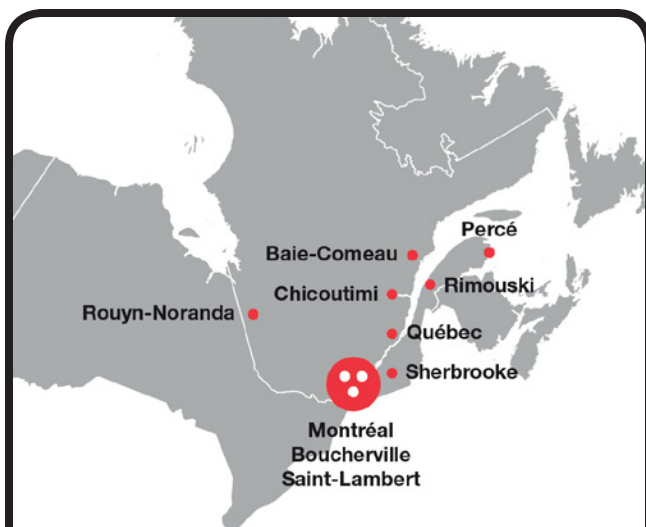 Percé
Baie-Comeau
Rimouski
Chicoutimi
Rouyn-Noranda
Québec
Sherbrooke
Montréal
Boucherville
Saint-Lambert